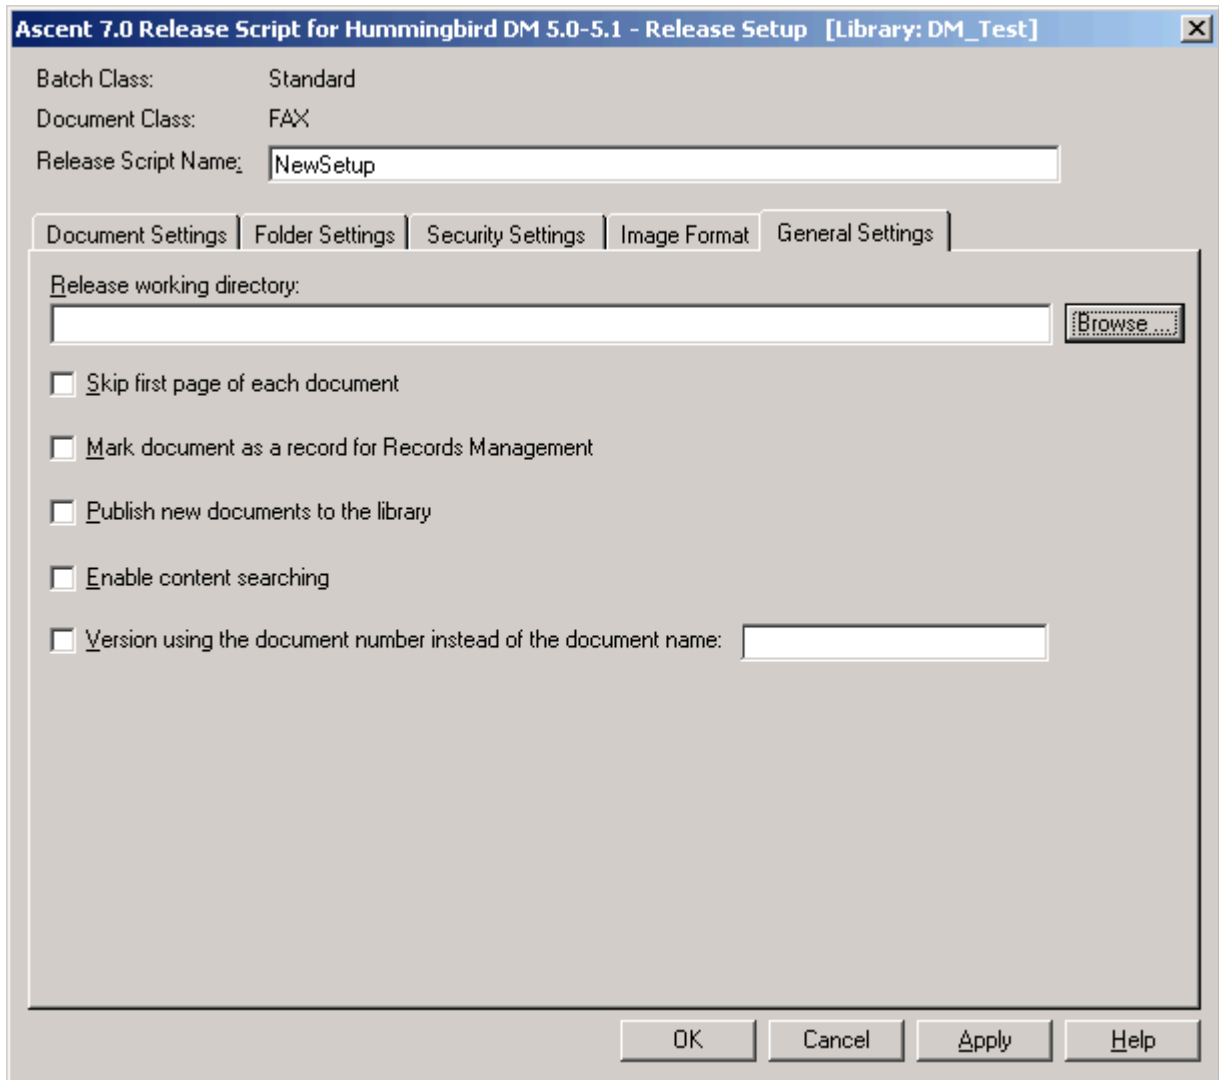 Ascent 7.0 Release Script for Hummingbird DM 5.0-5.1 - Release Setup [Library: DM_Test]
Batch Class: Standard
Document Class: FAX
Release Script Name: NewSetup
Document Settings Folder Settings Security Settings Image Format General Settings
Release working directory:
Browse ...
Skip first page of each document
Mark document as a record for Records Management
Publish new documents to the library
Enable content searching
Version using the document number instead of the document name:
OK Cancel Apply Help